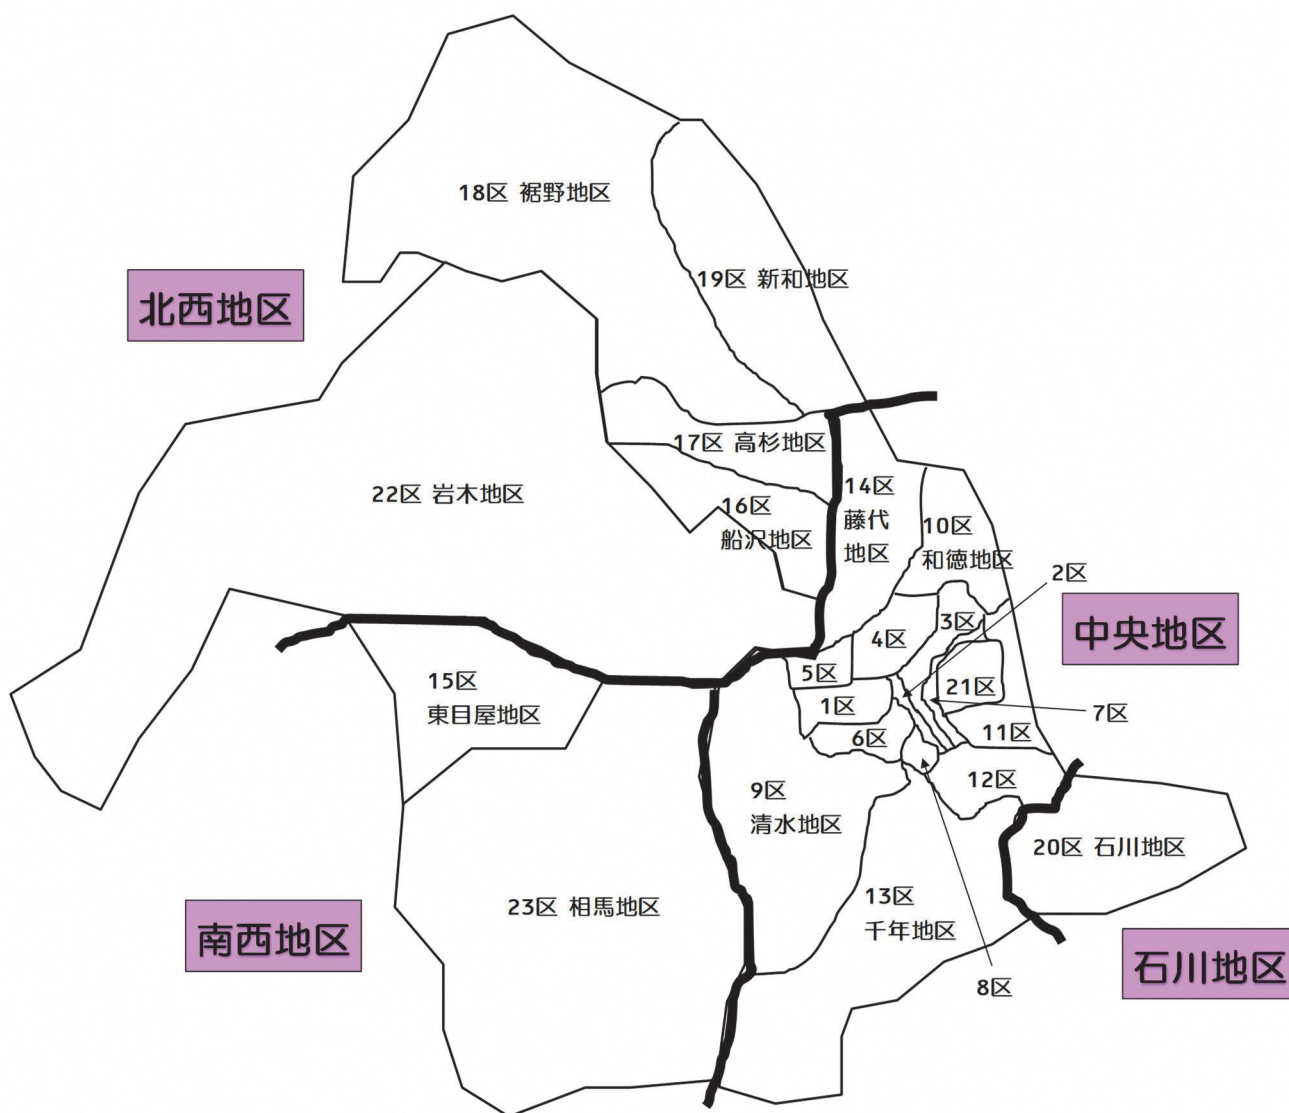 18区 裾野地区
19区 新和地区
北西地区
17区 高杉地区
22区 岩木地区
16区
船沢地区
14区
藤代
地区
10区
和徳地区
2区
中央地区
3区
4区
5区
21区
15区
東目屋地区
1区
7区
6区
11区
12区
9区
清水地区
20区 石川地区
23区 相馬地区
13区
千年地区
南西地区
石川地区
8区